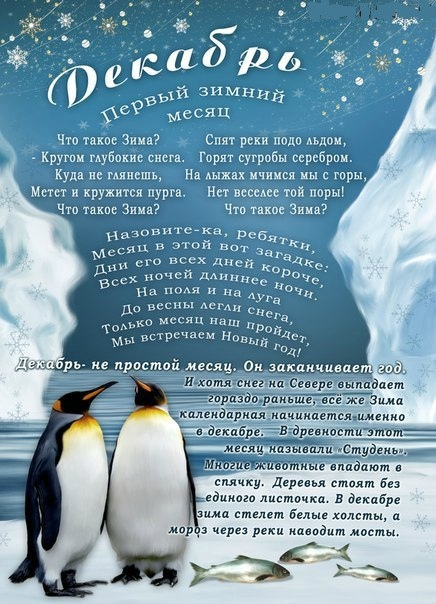 Декабрь
Первый зимний
месяц
Что такое Зима?
- Кругом глубокие снега.
Куда не глянешь,
Метет и кружится пурга.
Что такое Зима?
Спят реки подо льдом,
Горят сугробы серебром.
На лыжах мчимся мы с горы,
Нет веселее той поры!
Что такое Зима?
Назовите-ка, ребятки,
Месяц в этой вот загадке:
Дни его всех дней короче,
Всех ночей длиннее ночи.
На поля и на луга
До весны легли снега,
Только месяц наш пройдет,
Мы встречаем Новый год!
Декабрь- не простой месяц. Он заканчивает год.
И хотя снег на Севере выпадает
гораздо раньше, всё же Зима
календарная начинается именно
в декабре. В древности этот
месяц называли «Студень».
Многие животные впадают в
спячку. Деревья стоят без
единого листочка. В декабре
зима стелет белые холсты, а
мороз через реки наводит мосты.